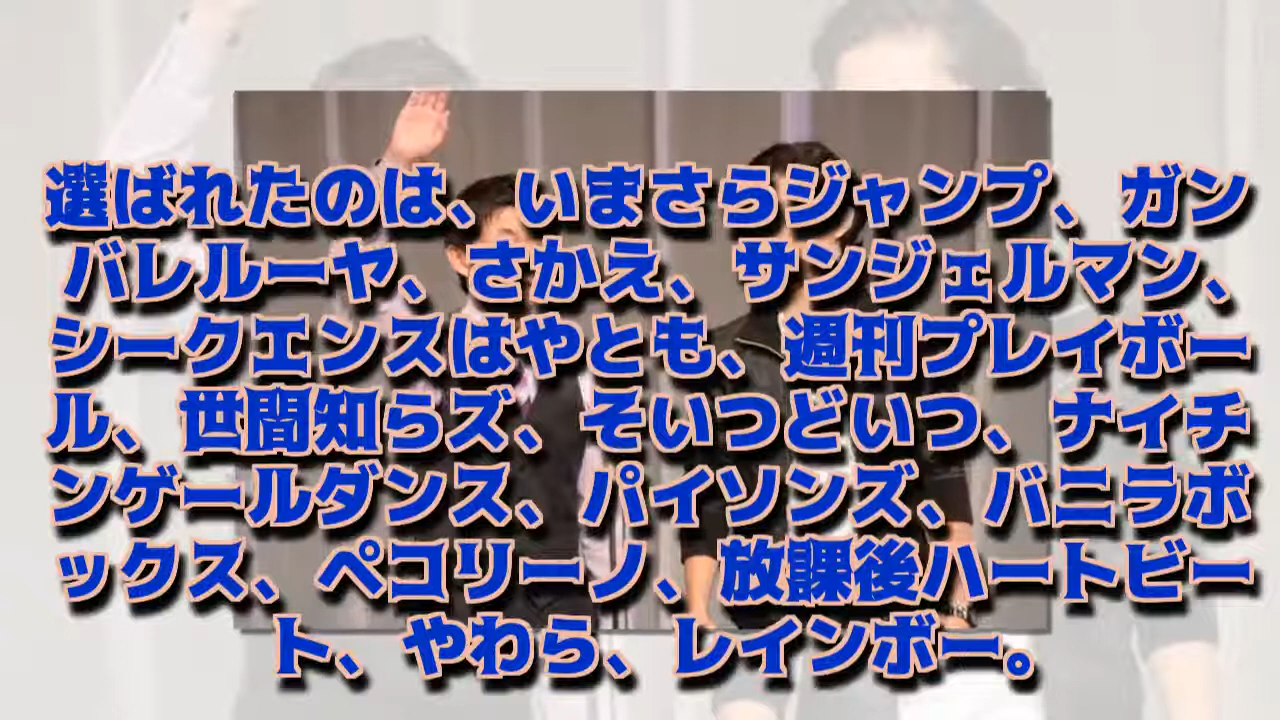 選ばれたのは、いまさらジャンプ、ガン
バレルーヤ、さかえ、サンジェルマン、
シークエンスはやとも、週刊プレイボー
ル、世間知らズ、そいつどいつ、ナイチ
ンゲールダンス、パイソンズ、バニラボ
ックス、ペコリーノ、放課後ハートビー
ト、やわら、レインボー。